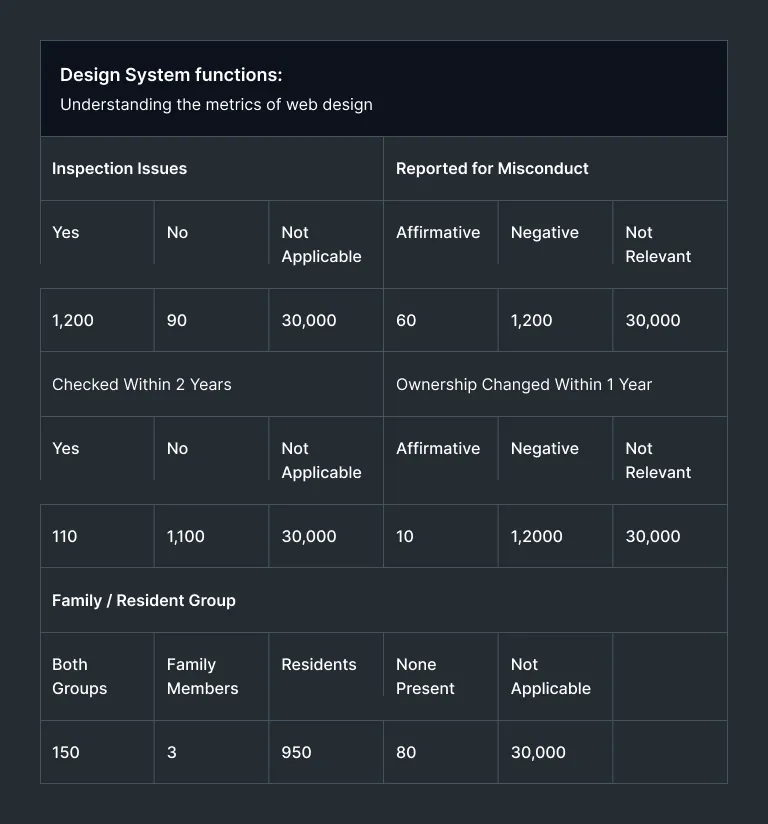 Design System functions:
Understanding the metrics of web design
Inspection Issues Reported for Misconduct
Yes No Not Affirmative Negative Not
Applicable Relevant
1,200 90 30,000 60 1,200 30,000
Checked Within 2 Years Ownership Changed Within 1 Year
Yes No Not Affirmative Negative Not
Applicable Relevant
110 1,100 30,000 10 1,2000 30,000
Family / Resident Group
Both Family Residents None Not
Groups Members Present Applicable
150 3 950 80 30,000